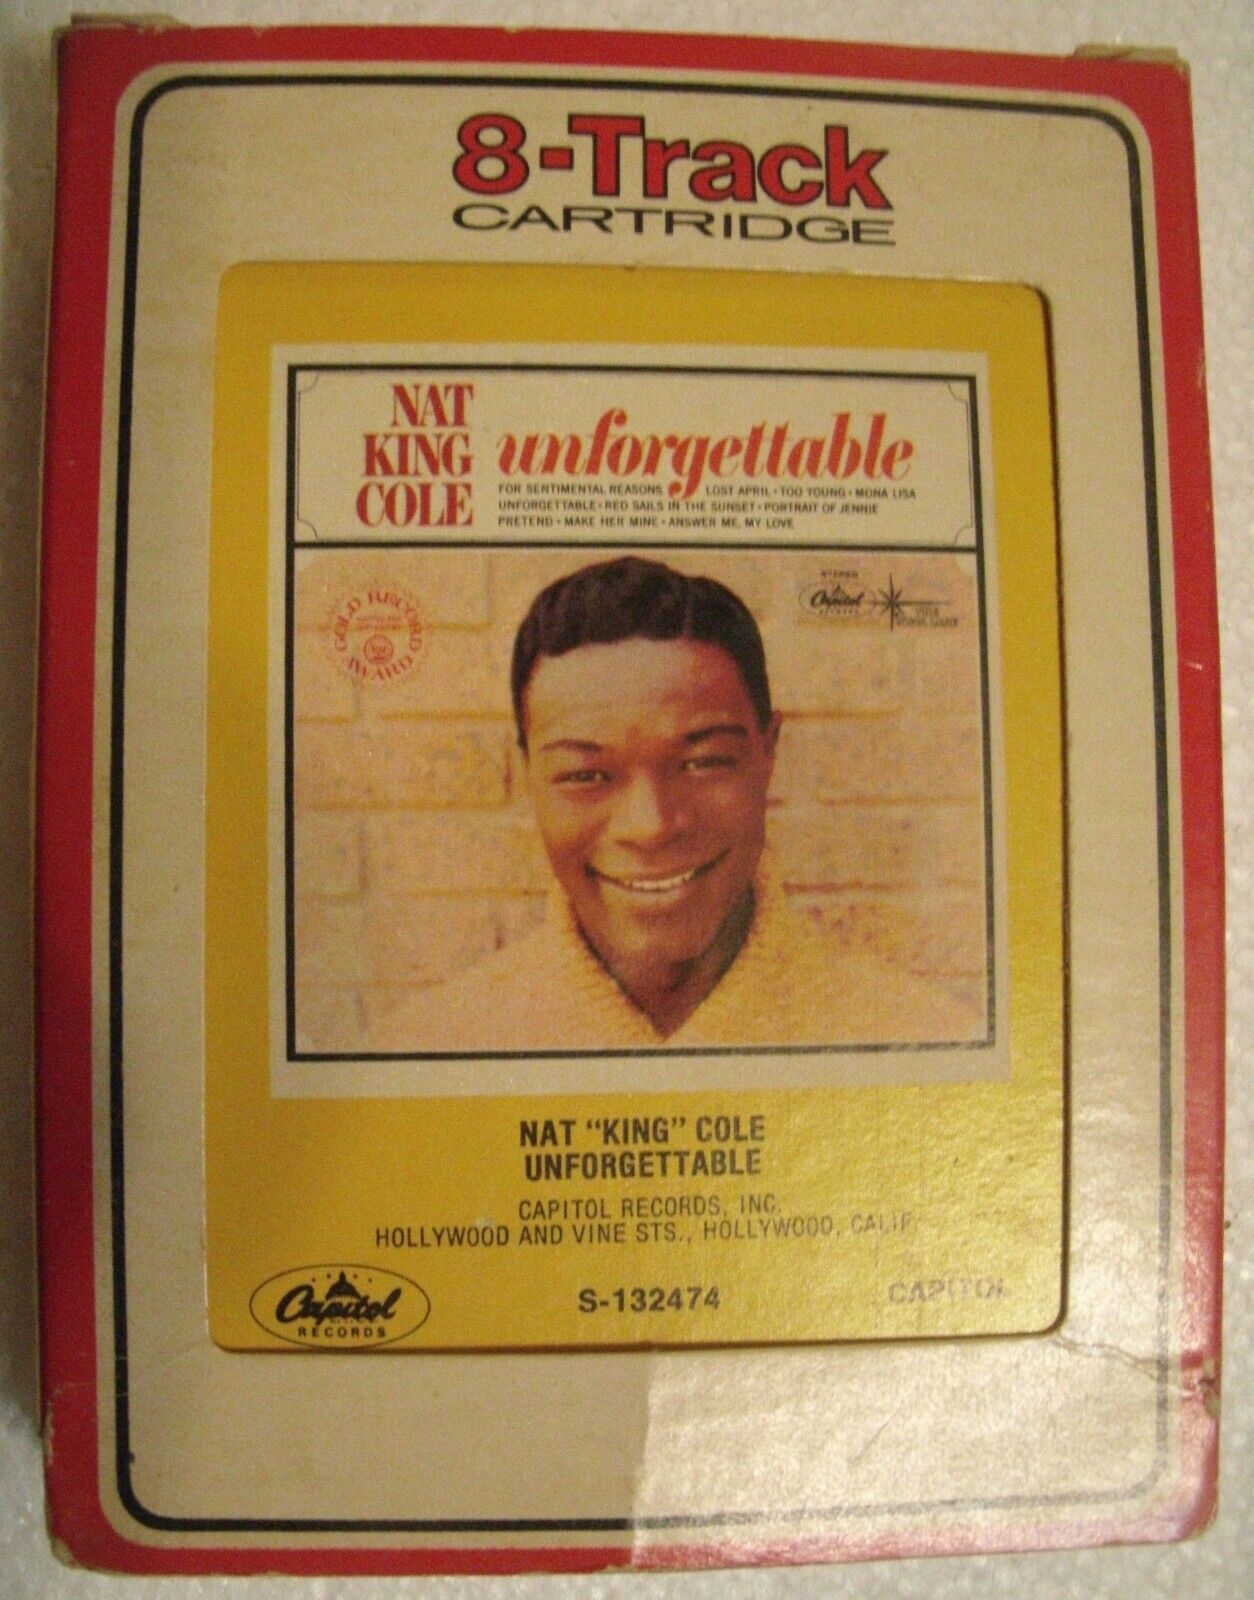 8-Track
CARTRIDGE
NAT
KING
COLE
unforgettable
FOR SENTIMENTAL REASONS LOST APRIL • TOO YOUNG • MONA LISA
UNFORGETTABLE • RED SAILS IN THE SUNSET • PORTRAIT OF JENNIE
PRETEND • MAKE HER MINE • ANSWER ME, MY LOVE
GOLD RECORD
AWARD
STEREO
Capitol
NAT “KING” COLE
UNFORGETTABLE
CAPITOL RECORDS, INC.
HOLLYWOOD AND VINE STS., HOLLYWOOD, CALIF.
Capitol
RECORDS
S-132474
CAPITOL